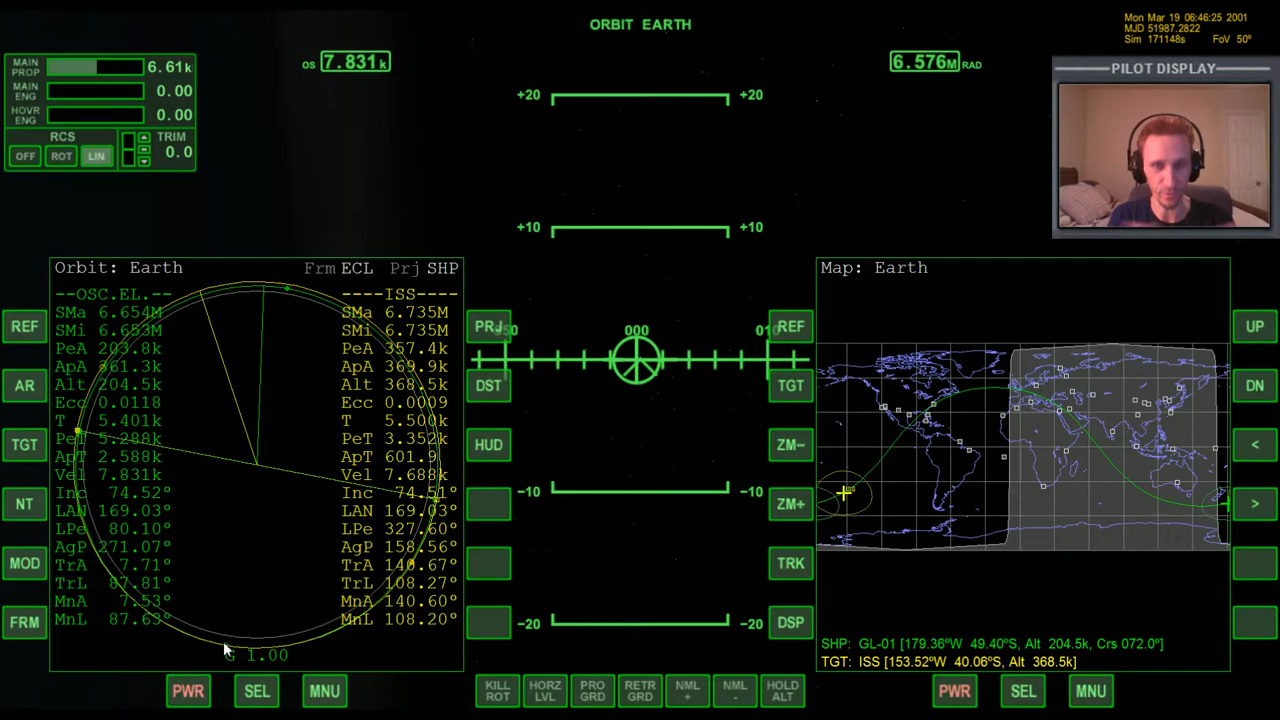 ORBIT EARTH
Mon Mar 19 06:46:25 2001
MJD 51987.2822
Sim 171148s FoV 50°
MAIN PROP 6.61k
MAIN ENG 0.00
HOVR ENG 0.00
RCS TRIM
OFF ROT LIN 0.0
OS 7.831k
6.576M RAD
PILOT DISPLAY
+20 +20
+10 +10
000 010
-10 -10
-20 -20
Orbit: Earth Frm ECL Prj SHP
--OSC.EL.--
SMa 6.654M
SMi 6.653M
PeA 203.8k
ApA 361.3k
Alt 204.5k
Ecc 0.0118
T 5.401k
PeT 5.288k
ApT 2.588k
Vel 7.831k
Inc 74.52°
LAN 169.03°
LPe 80.10°
AgP 271.07°
TrA 7.71°
TrL 87.81°
MnA 7.53°
MnL 87.63°
----ISS----
SMa 6.735M
SMi 6.735M
PeA 357.4k
ApA 369.9k
Alt 368.5k
Ecc 0.0009
T 5.500k
PeT 3.352k
ApT 601.9
Vel 7.688k
Inc 74.51°
LAN 169.03°
LPe 327.60°
AgP 158.56°
TrA 140.67°
TrL 108.27°
MnA 140.60°
MnL 108.20°
G 1.00
REF
AR
TGT
NT
MOD
FRM
PRJ
DST
HUD
PWR SEL MNU
KILL ROT
HORZ LVL
PRO GRD
RETR GRD
NML +
NML -
HOLD ALT
Map: Earth
REF
TGT
ZM-
ZM+
TRK
DSP
UP
DN
<
>
ISS
SHP: GL-01 [179.36°W 49.40°S, Alt 204.5k, Crs 072.0°]
TGT: ISS [153.52°W 40.06°S, Alt 368.5k]
PWR SEL MNU